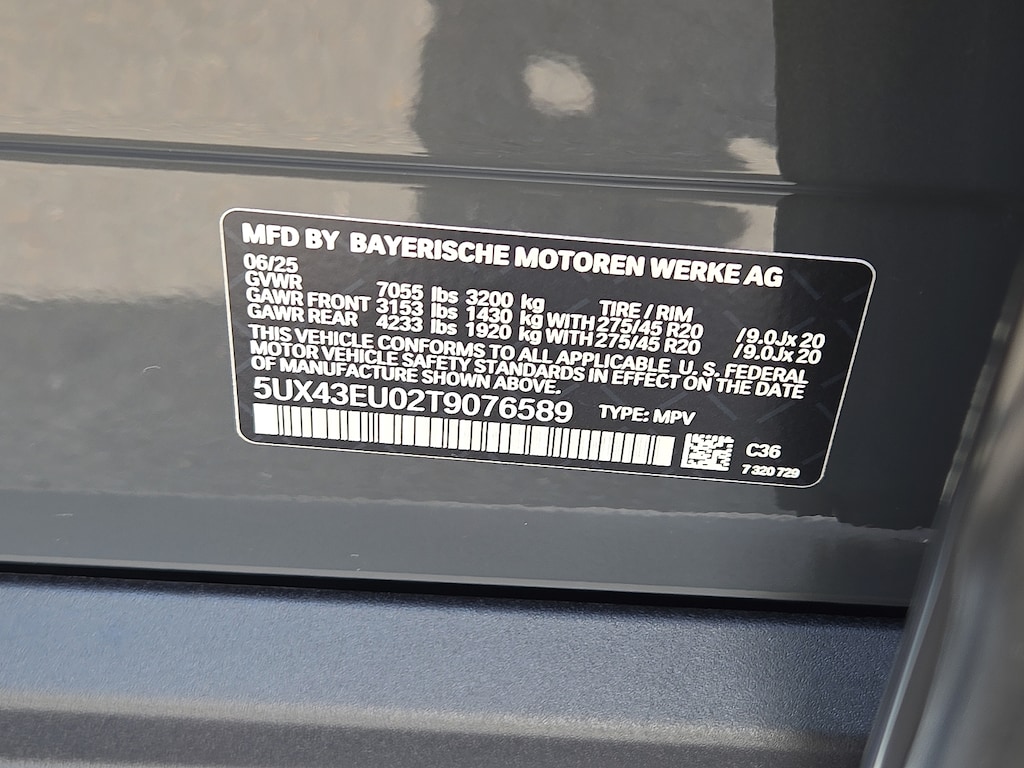 MFD BY BAYERISCHE MOTOREN WERKE AG
06/25
GVWR 7055 lbs 3200 kg TIRE / RIM
GAWR FRONT 3153 lbs 1430 kg WITH 275/45 R20 /9.0Jx 20
GAWR REAR 4233 lbs 1920 kg WITH 275/45 R20 /9.0Jx 20
THIS VEHICLE CONFORMS TO ALL APPLICABLE U. S. FEDERAL
MOTOR VEHICLE SAFETY STANDARDS IN EFFECT ON THE DATE
OF MANUFACTURE SHOWN ABOVE.
5UX43EU02T9076589 TYPE: MPV
C36
7 320 729